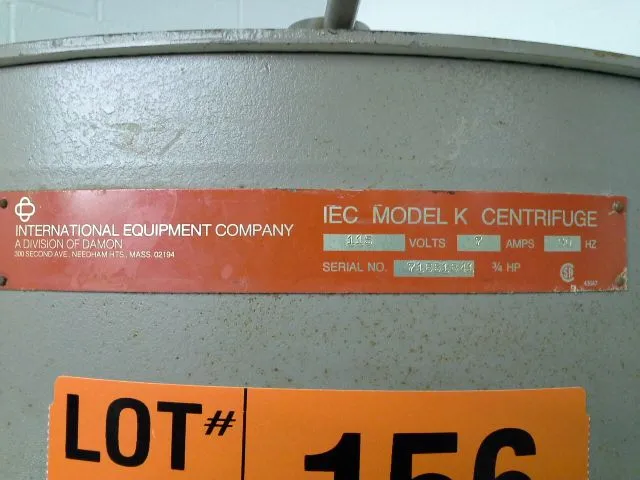 INTERNATIONAL EQUIPMENT COMPANY
A DIVISION OF DAMON
300 SECOND AVE., NEEDHAM HTS., MASS. 02194
IEC MODEL K CENTRIFUGE
115 VOLTS 7 AMPS HZ
SERIAL NO. ¾ HP
LOT# 156